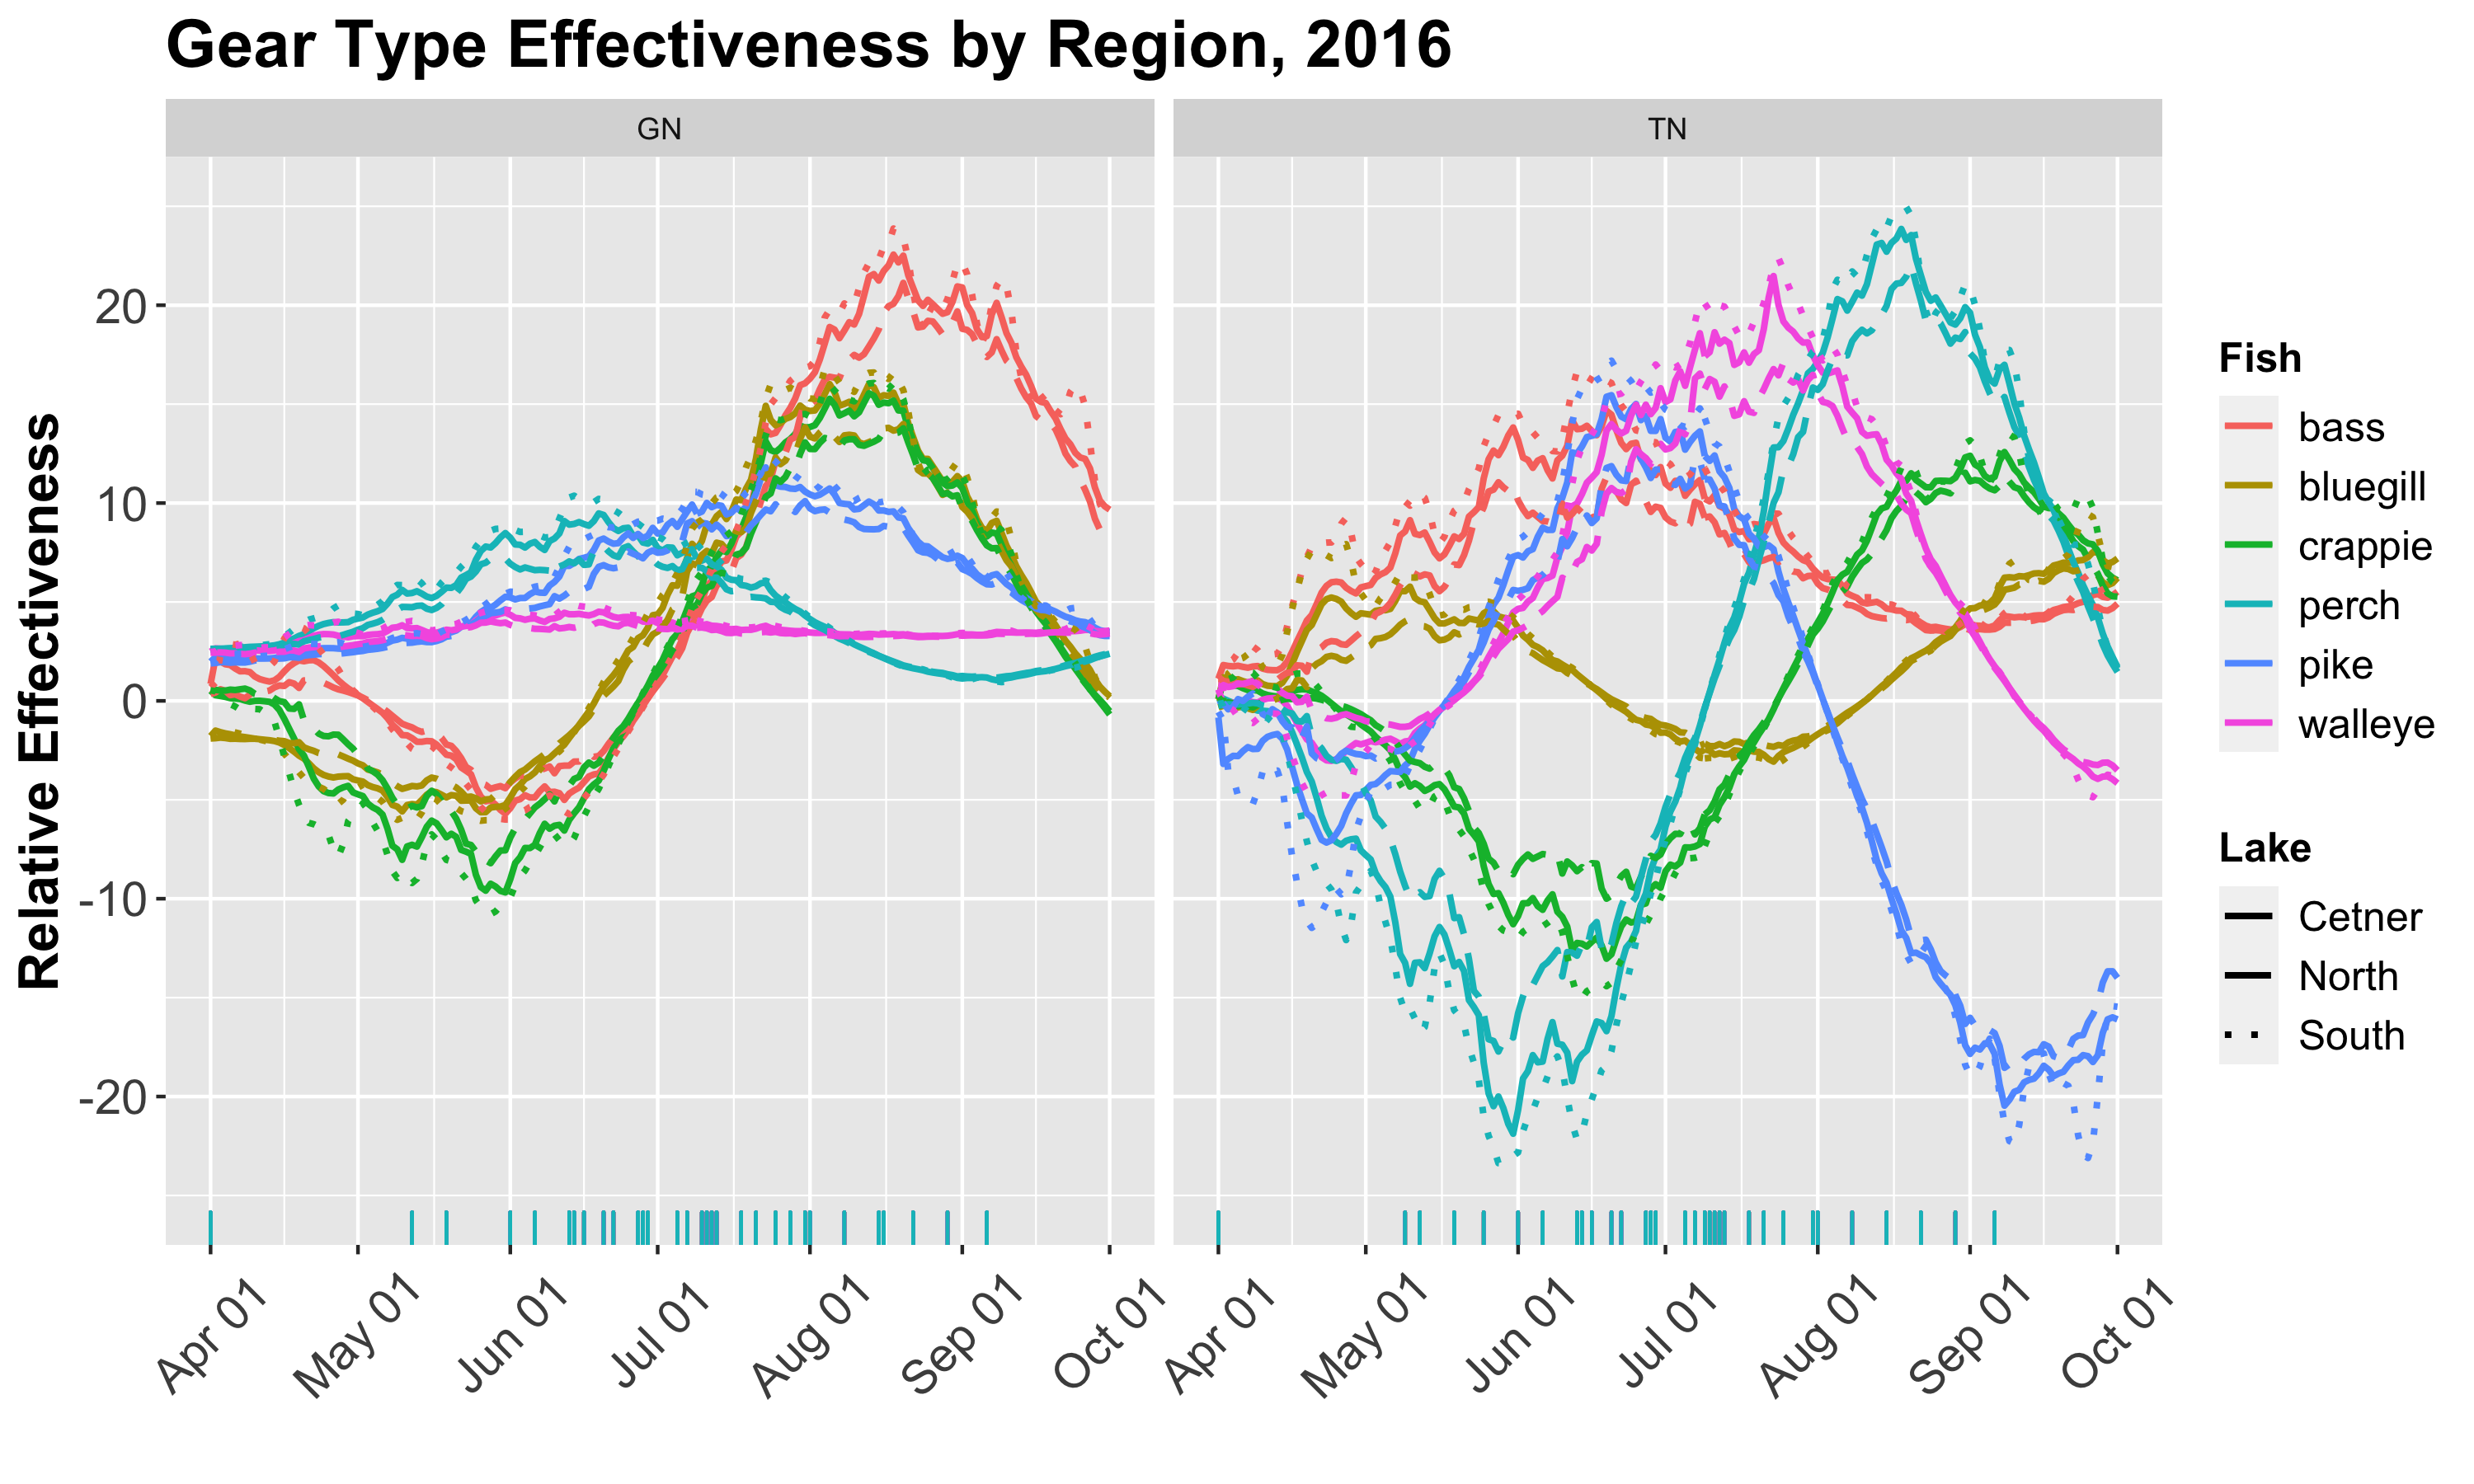 Gear Type Effectiveness by Region, 2016
GN
TN
Relative Effectiveness
20
10
0
-10
-20
Apr 01
May 01
Jun 01
Jul 01
Aug 01
Sep 01
Oct 01
Apr 01
May 01
Jun 01
Jul 01
Aug 01
Sep 01
Oct 01
Fish
bass
bluegill
crappie
perch
pike
walleye
Lake
Cetner
North
South